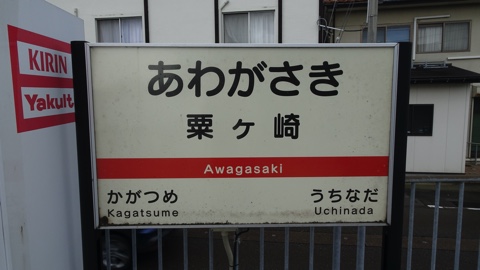 KIRIN
Yakult
あわがさき
粟ヶ崎
Awagasaki
かがつめ
Kagatsume
うちなだ
Uchinada